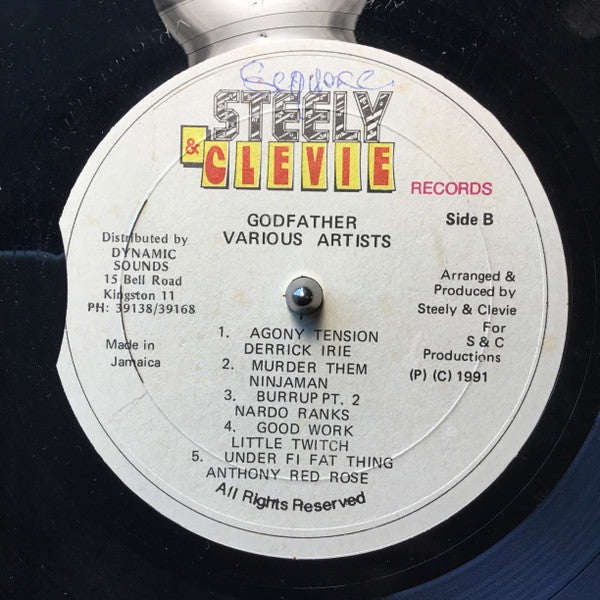 STEELY
& CLEVIE
RECORDS
GODFATHER
VARIOUS ARTISTS
Side B
Distributed by
DYNAMIC
SOUNDS
15 Bell Road
Kingston 11
PH: 39138/39168
Made in
Jamaica
Arranged &
Produced by
Steely & Clevie
For
S & C
Productions
(P) (C) 1991
1. AGONY TENSION
DERRICK IRIE
2. MURDER THEM
NINJAMAN
3. BURRUP PT. 2
NARDO RANKS
4. GOOD WORK
LITTLE TWITCH
5. UNDER FI FAT THING
ANTHONY RED ROSE
All Rights Reserved